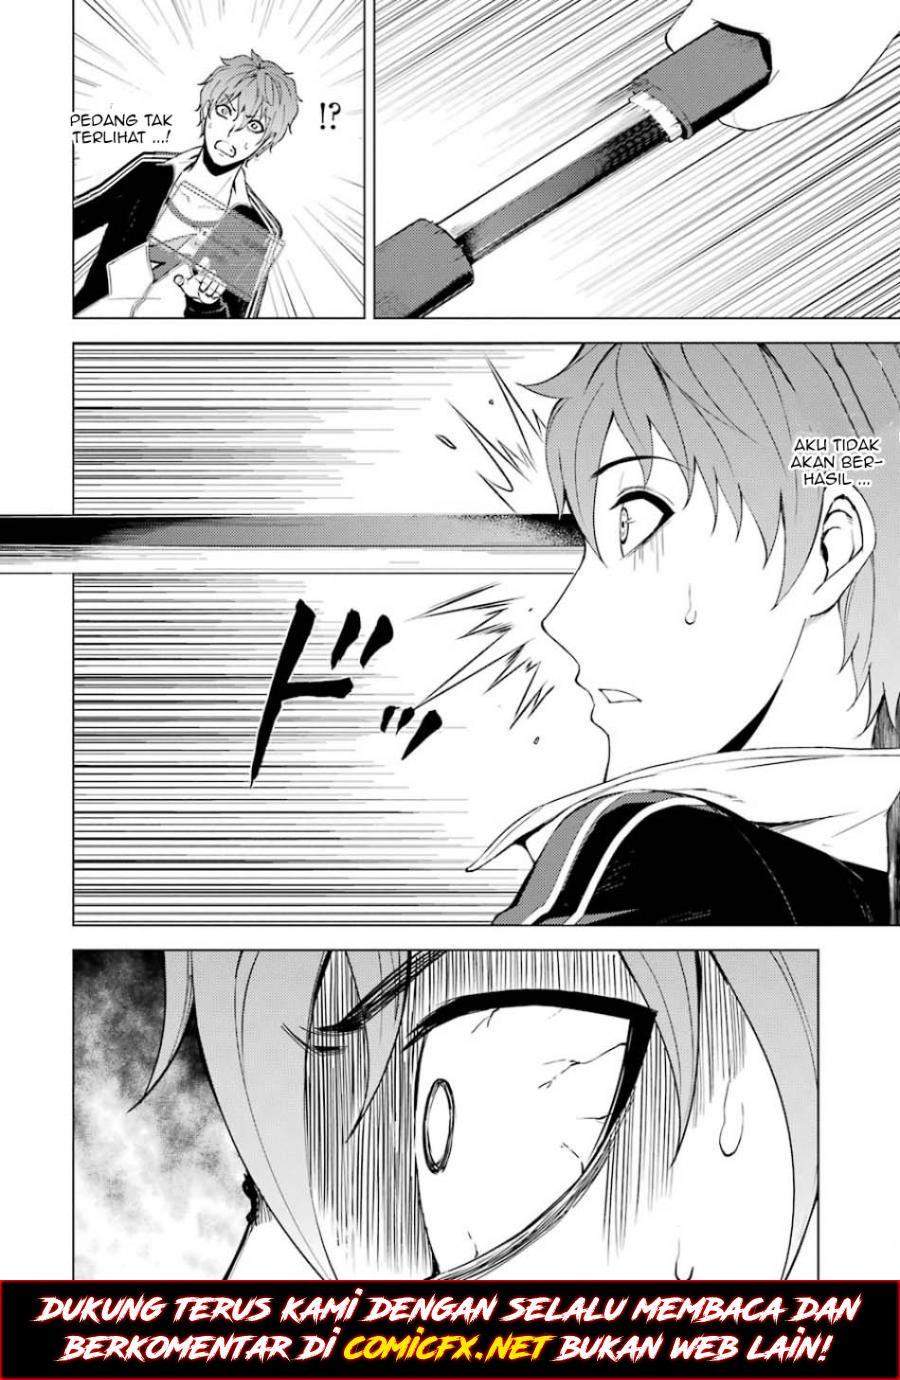 !?
PEDANG TAK
TERLIHAT ...!
AKU TIDAK
AKAN BER-
HASIL ...
ドドッ
DUKUNG TERUS KAMI DENGAN SELALU MEMBACA DAN
BERKOMENTAR DI COMICFX.NET BUKAN WEB LAIN!